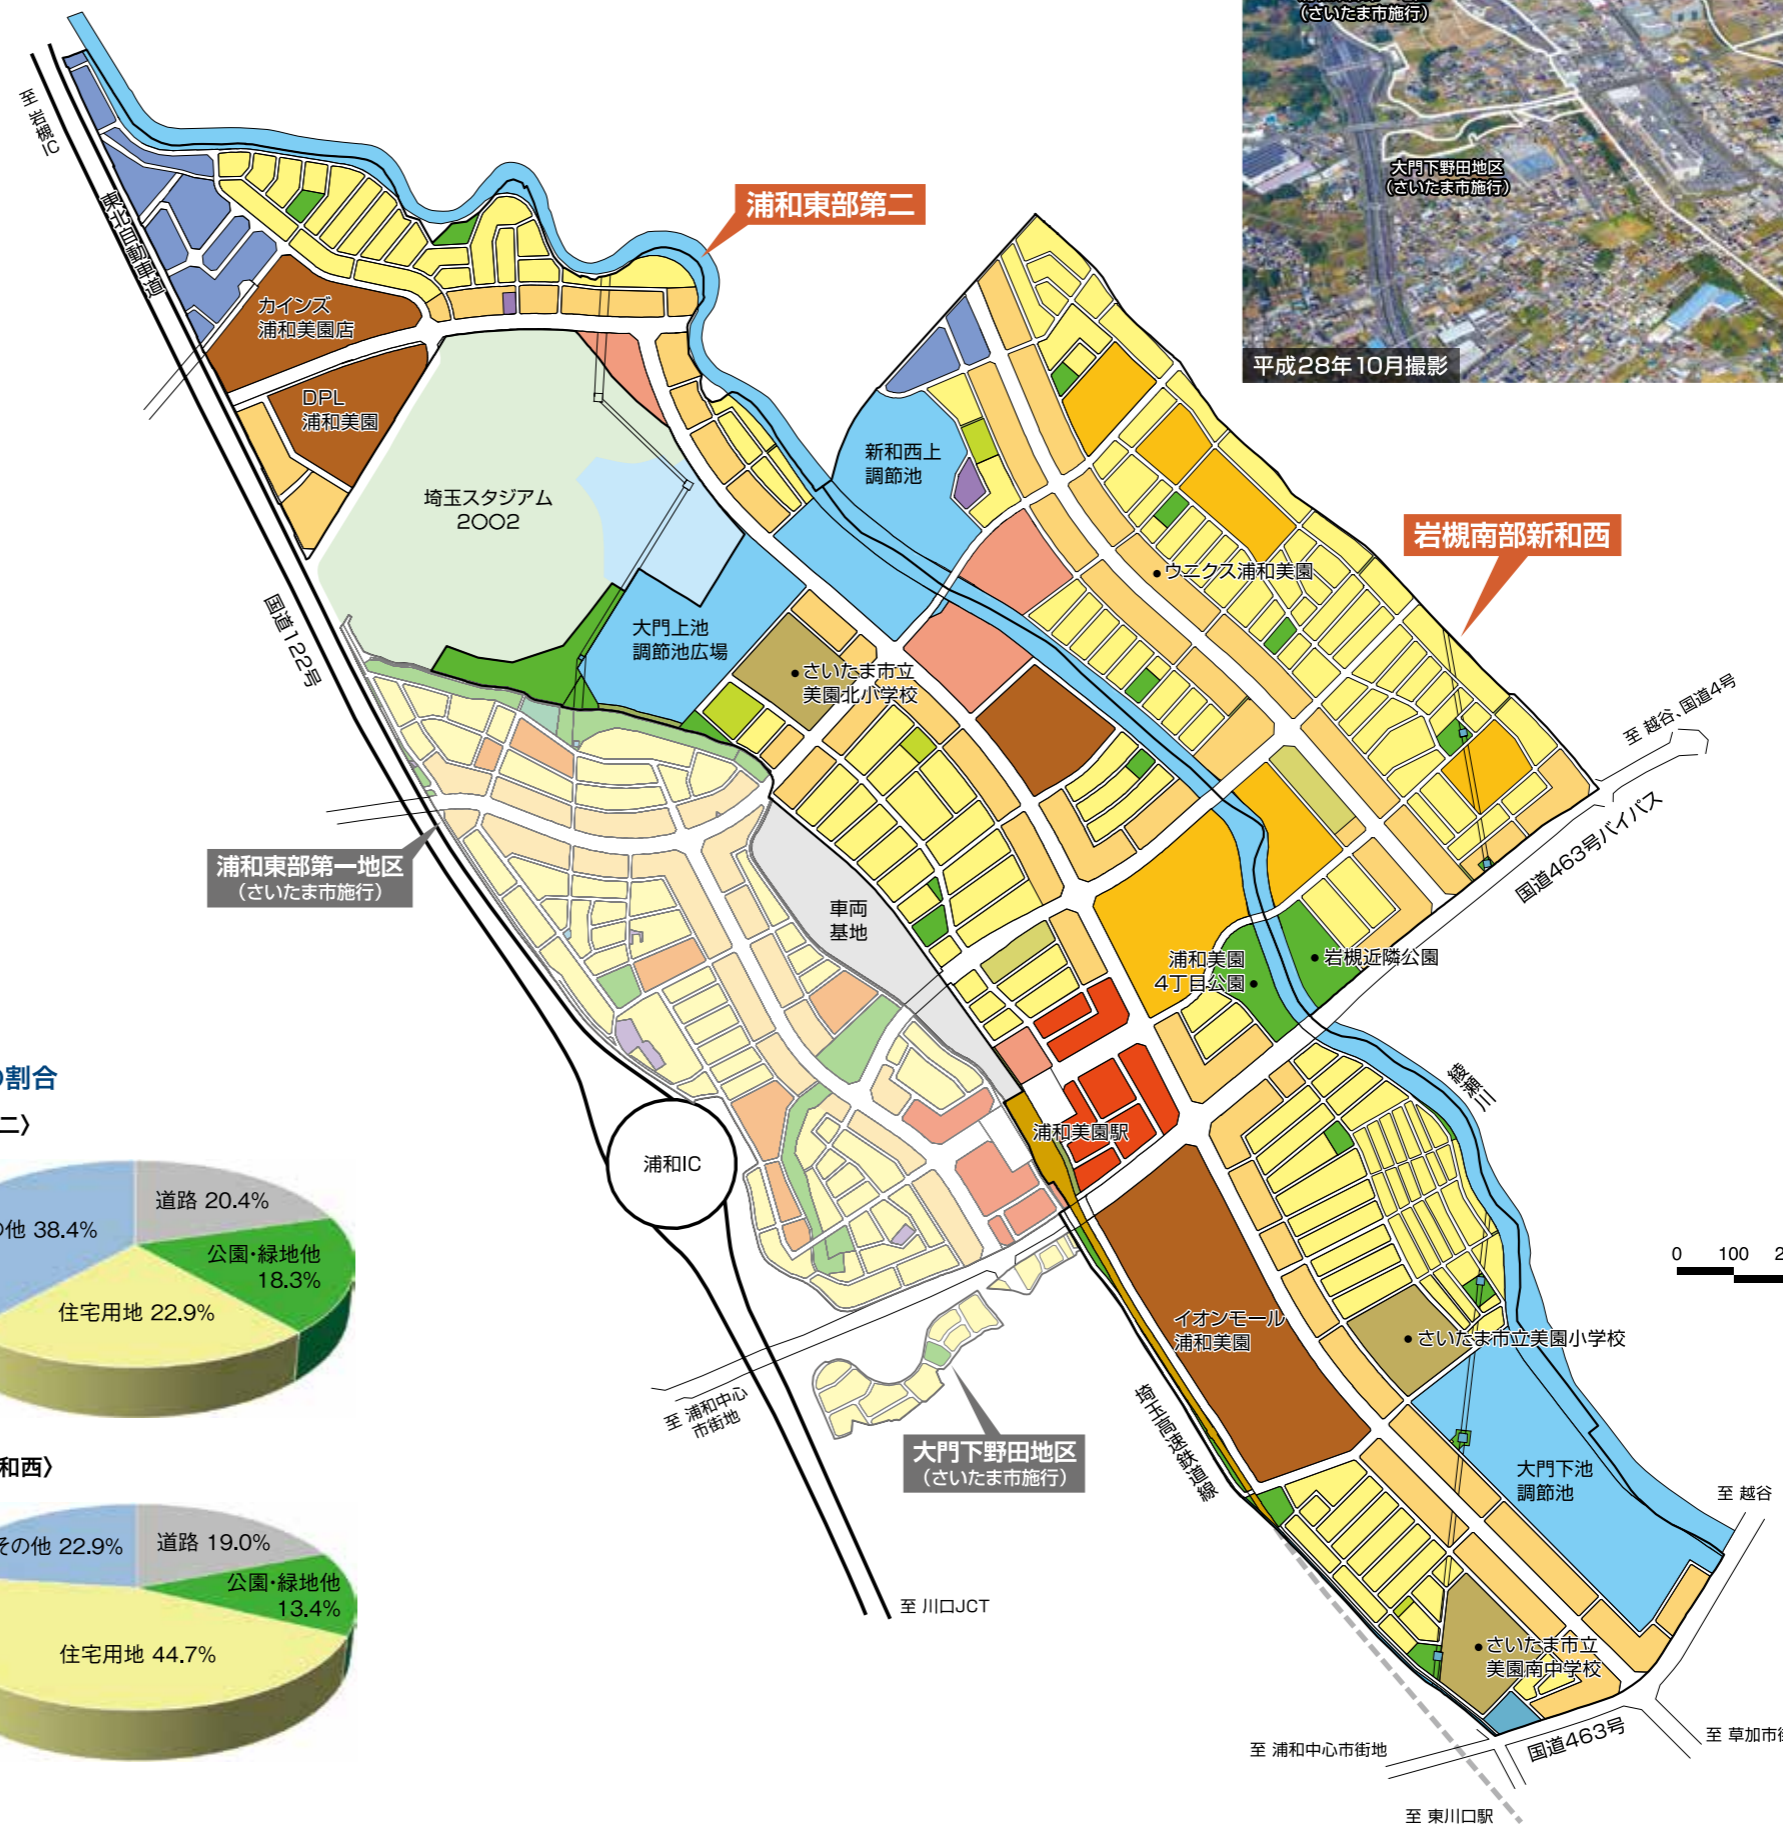 (さいたま市施行)
大門下野田地区
(さいたま市施行)
平成28年10月撮影
至 岩槻IC
東北自動車道
浦和東部第二
カインズ
浦和美園店
DPL
浦和美園
新和西上
調節池
埼玉スタジアム
2002
岩槻南部新和西
ウニクス浦和美園
国道122号
大門上池
調節池広場
さいたま市立
美園北小学校
至 越谷、国道4号
国道463号バイパス
浦和東部第一地区
(さいたま市施行)
車両
基地
浦和美園
4丁目公園
岩槻近隣公園
綾瀬川
浦和美園駅
浦和IC
の割合
二〉
の他 38.4%
道路 20.4%
公園・緑地他
18.3%
住宅用地 22.9%
0 100 2
イオンモール
浦和美園
さいたま市立美園小学校
至 浦和中心
市街地
埼玉高速鉄道線
大門下野田地区
(さいたま市施行)
和西〉
その他 22.9%
道路 19.0%
公園・緑地他
13.4%
住宅用地 44.7%
大門下池
調節池
至 越谷
至 川口JCT
さいたま市立
美園南中学校
至 浦和中心市街地
国道463号
至 草加市街
至 東川口駅